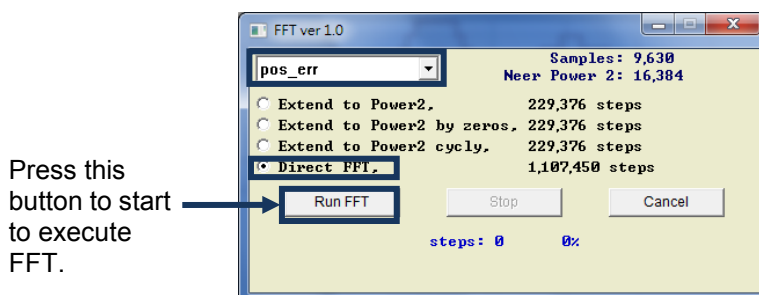 FFT ver 1.0
pos_err
Samples: 9,630
Neer Power 2: 16,384
Extend to Power2, 229,376 steps
Extend to Power2 by zeros, 229,376 steps
Extend to Power2 cycly, 229,376 steps
Direct FFT, 1,107,450 steps
Run FFT Stop Cancel
steps: 0 0%
Press this
button to start
to execute
FFT.